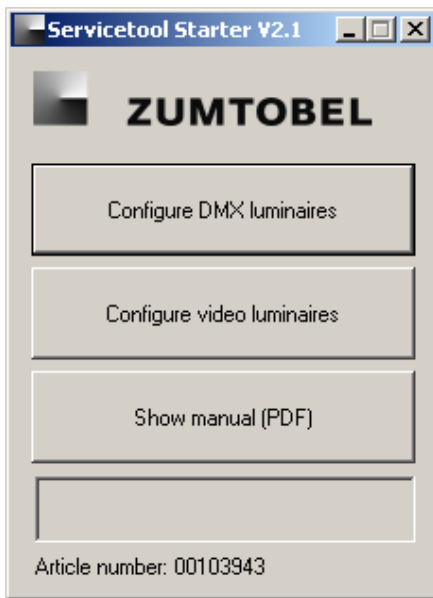 Servicetool Starter V2.1
ZUMTOBEL
Configure DMX luminaires
Configure video luminaires
Show manual (PDF)
Article number: 00103943